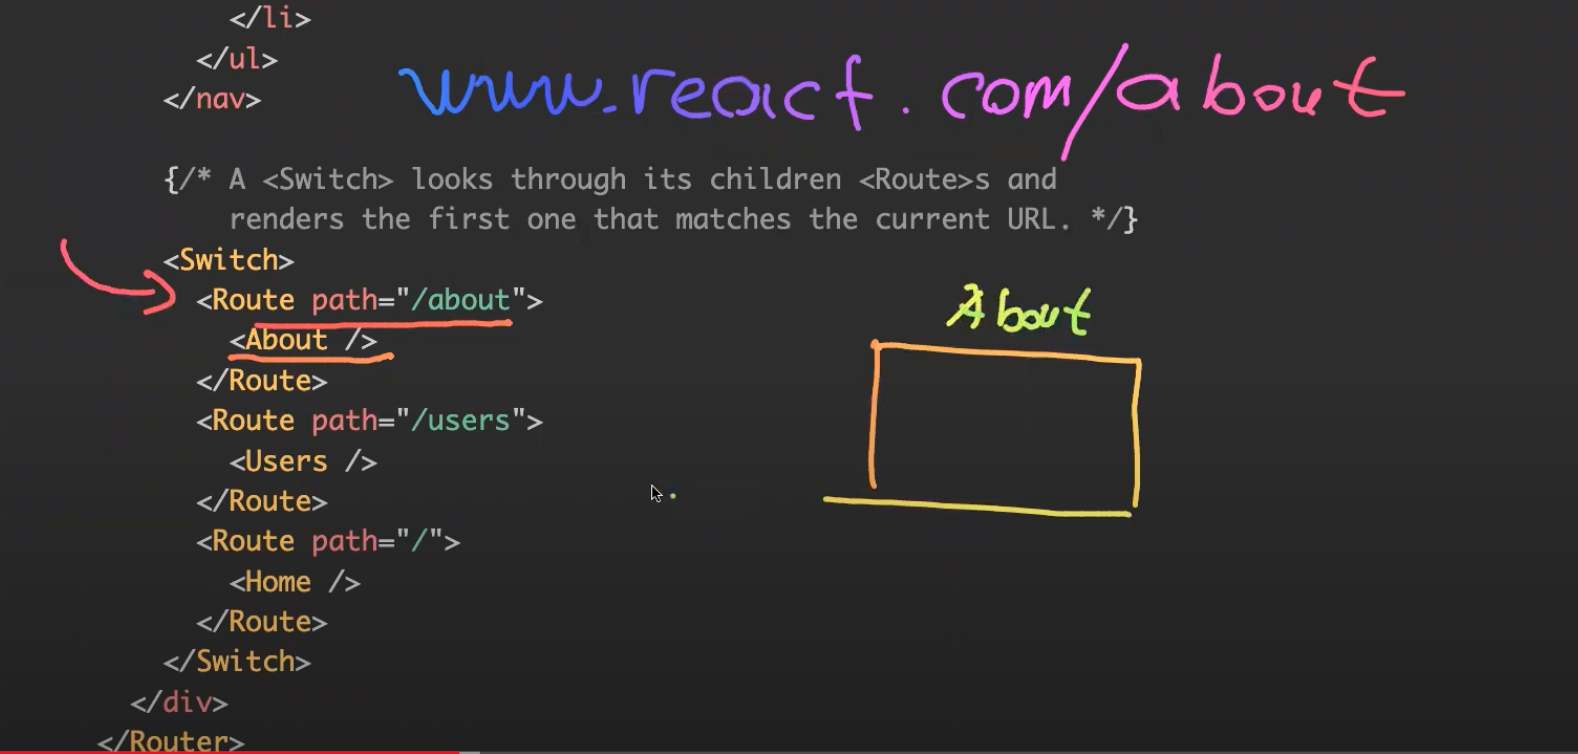 </li>
</ul>
</nav>
www.react.com/about
{/* A <Switch> looks through its children <Route>s and
renders the first one that matches the current URL. */}
<Switch>
<Route path="/about">
<About />
</Route>
<Route path="/users">
<Users />
</Route>
<Route path="/">
<Home />
</Route>
</Switch>
</div>
</Router>
About